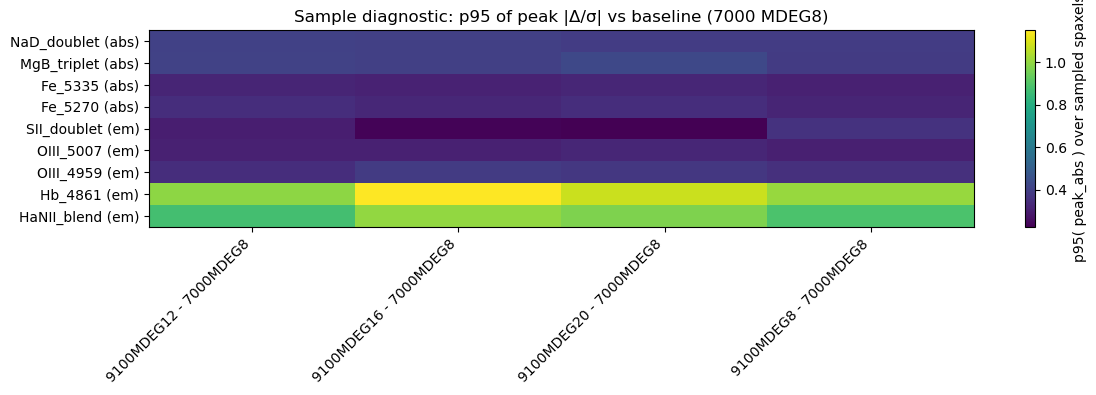 Sample diagnostic: p95 of peak |Δ/σ| vs baseline (7000 MDEG8)
NaD_doublet (abs)
MgB_triplet (abs)
Fe_5335 (abs)
Fe_5270 (abs)
SII_doublet (em)
OIII_5007 (em)
OIII_4959 (em)
Hb_4861 (em)
HaNII_blend (em)
9100MDEG12 - 7000MDEG8
9100MDEG16 - 7000MDEG8
9100MDEG20 - 7000MDEG8
9100MDEG8 - 7000MDEG8
1.0
0.8
0.6
0.4
p95( peak_abs ) over sampled spaxels